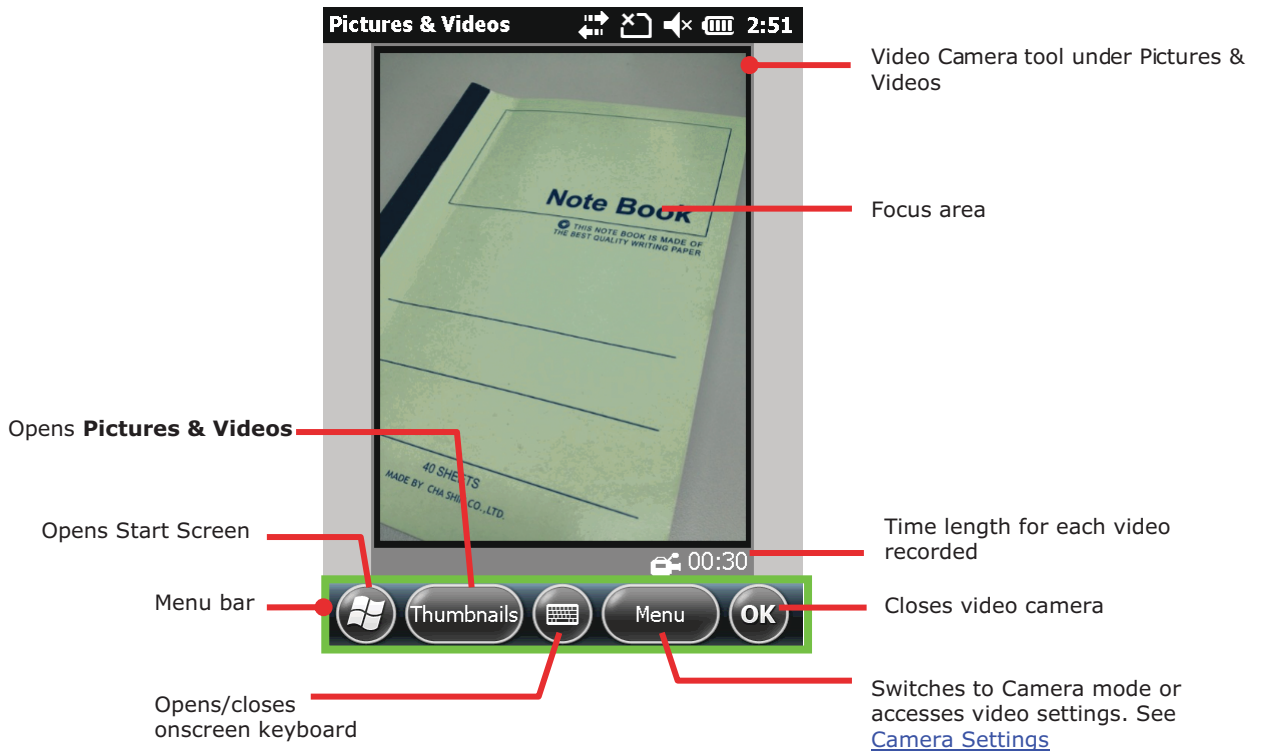 Pictures & Videos 2:51
Video Camera tool under Pictures &
Videos
Note Book
THIS NOTE BOOK IS MADE OF
THE BEST QUALITY WRITING PAPER
Focus area
Opens Pictures & Videos
40 SHEETS
MADE BY CHA SHIN CO.,LTD.
Opens Start Screen
Time length for each video
recorded
00:30
Menu bar
Thumbnails
Menu
OK
Closes video camera
Opens/closes
onscreen keyboard
Switches to Camera mode or
accesses video settings. See
Camera Settings